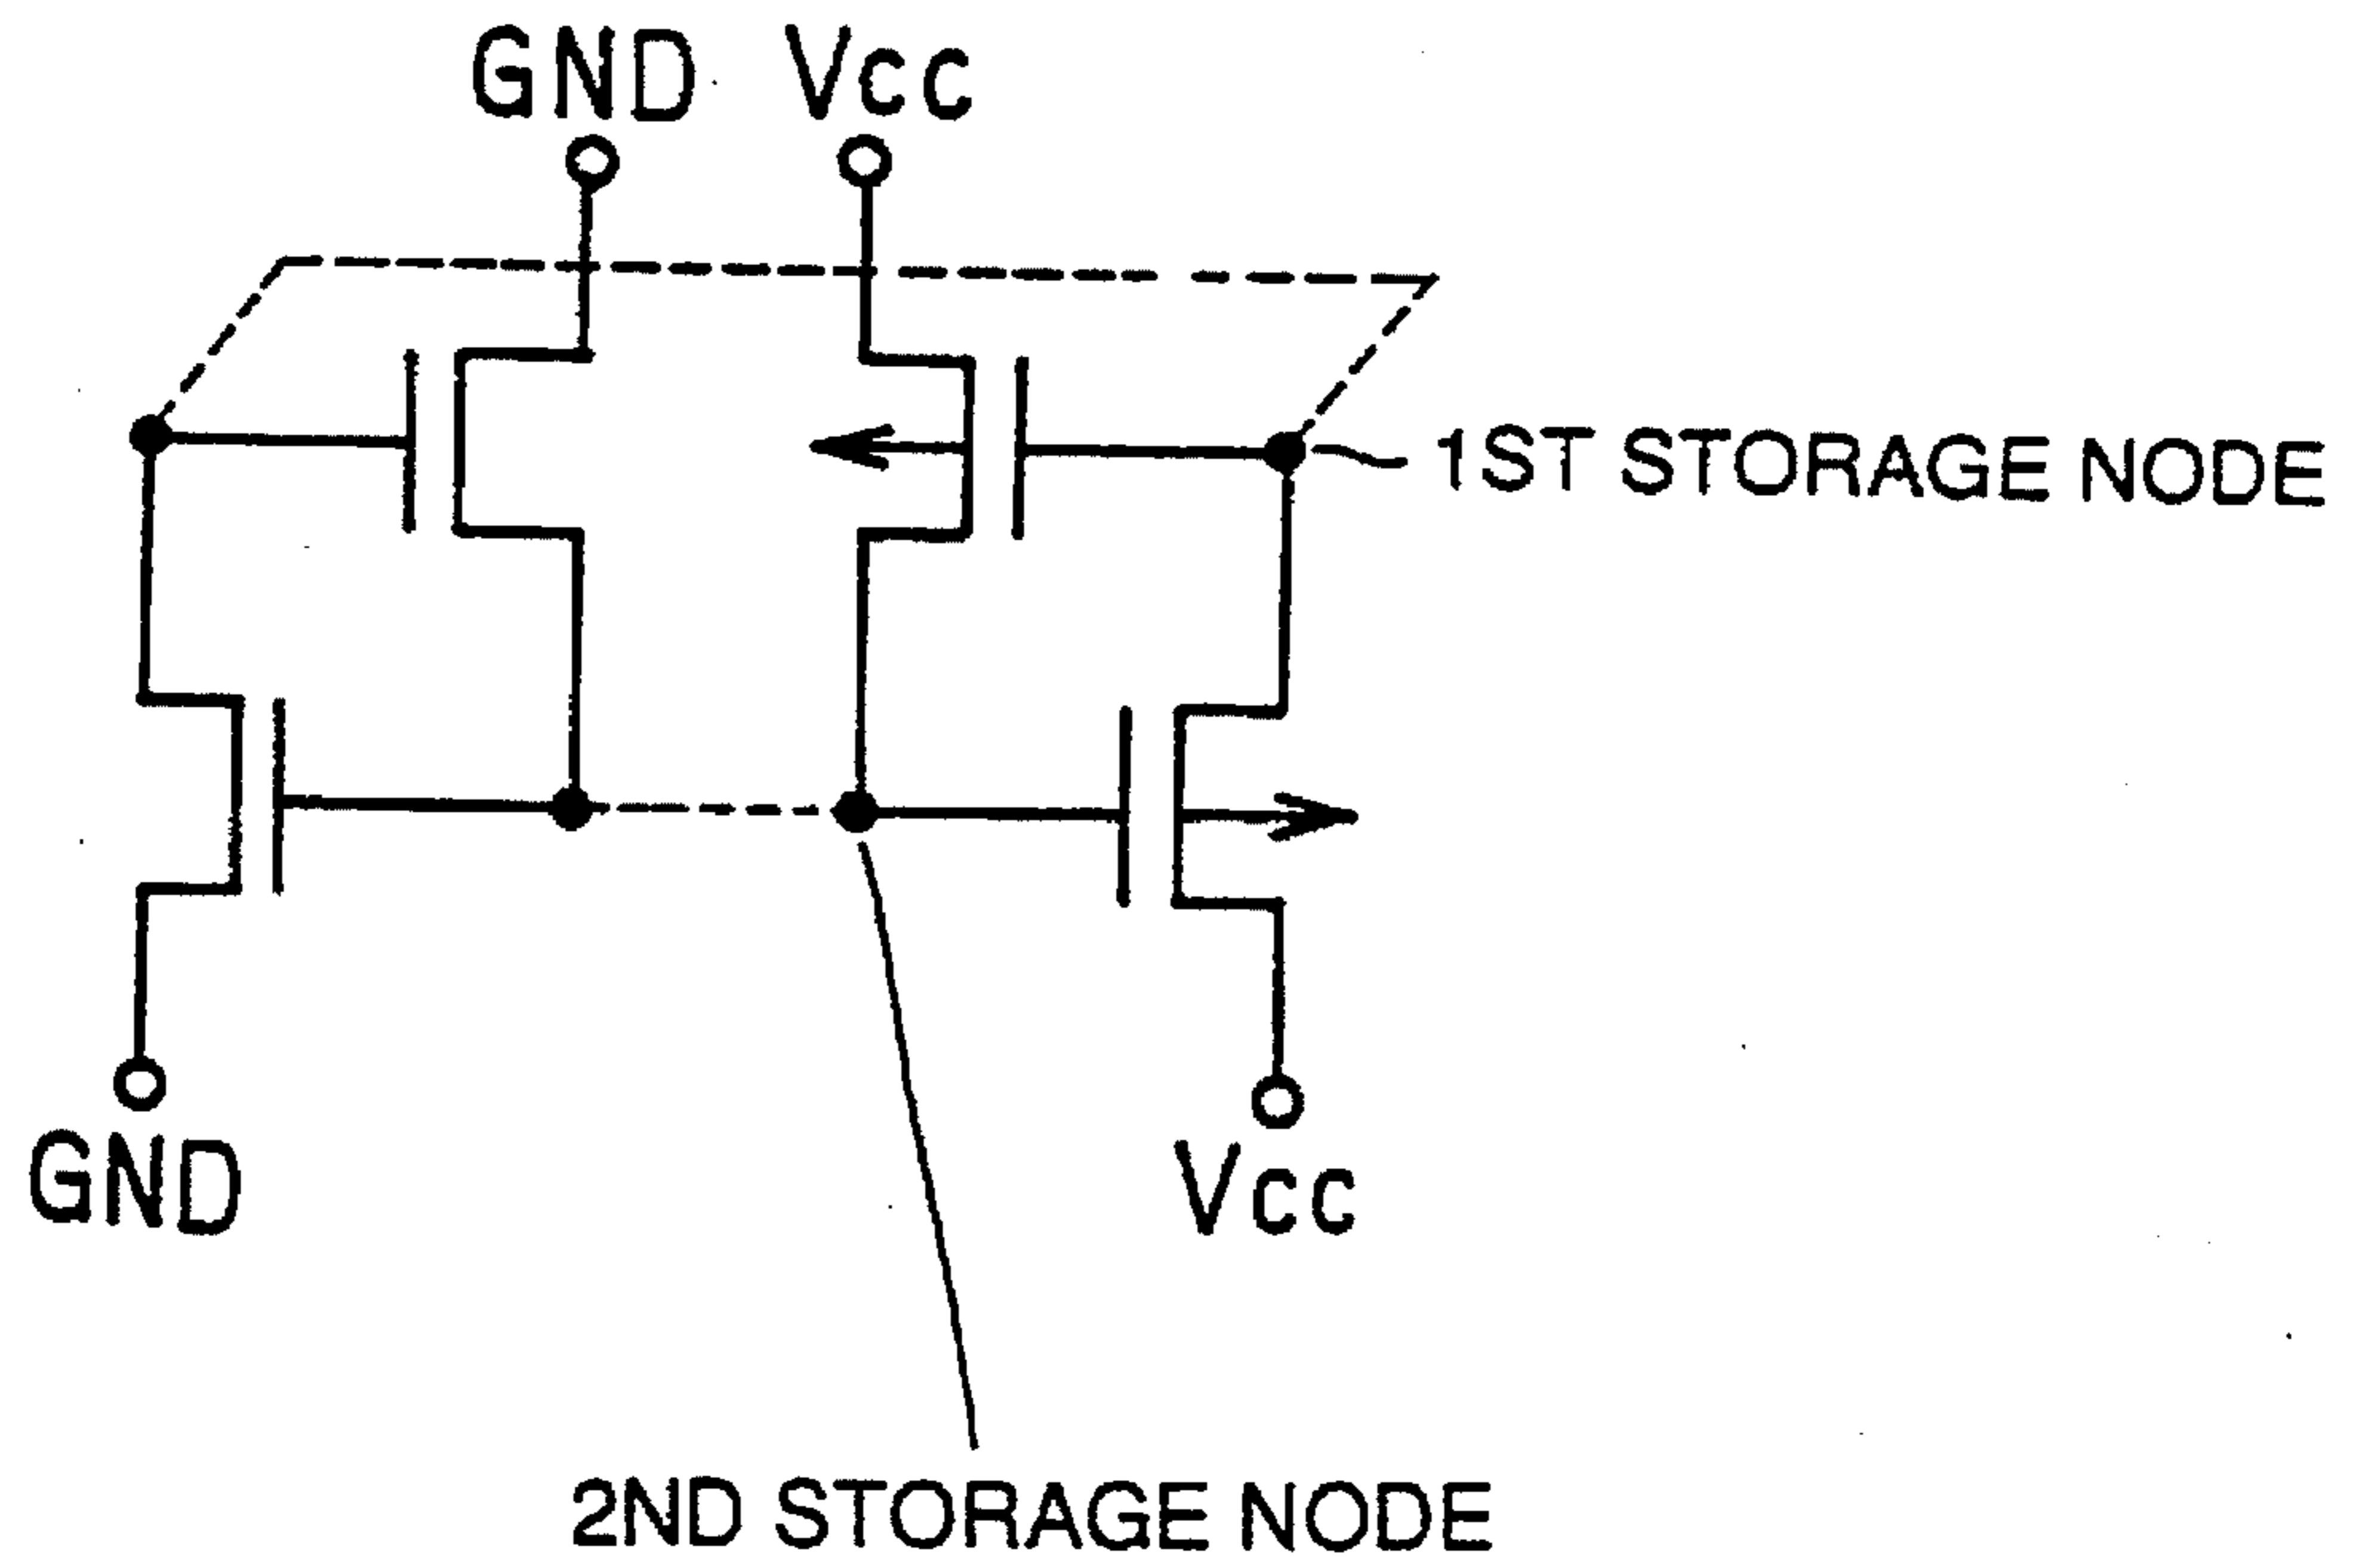 GND Vcc
1ST STORAGE NODE
GND
Vcc
2ND STORAGE NODE